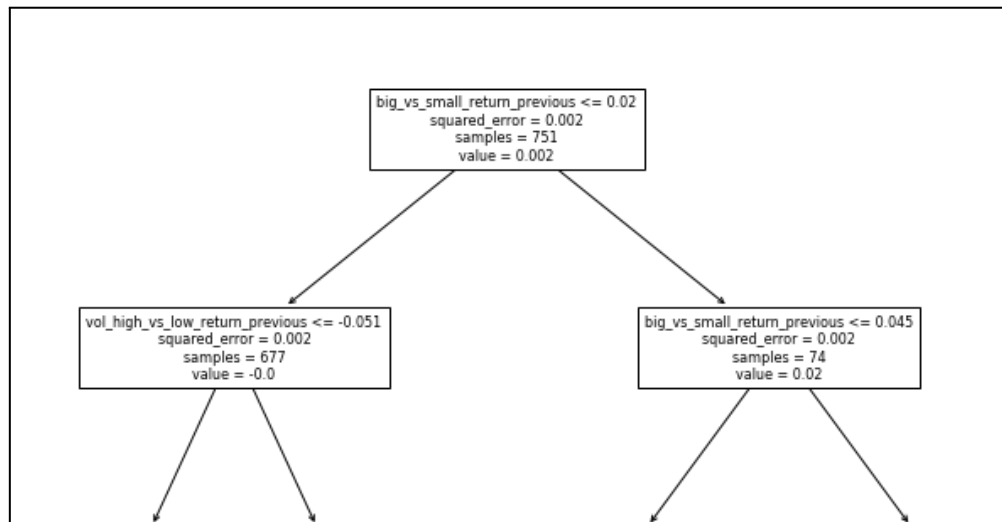 big_vs_small_return_previous <= 0.02
squared_error = 0.002
samples = 751
value = 0.002
vol_high_vs_low_return_previous <= -0.051
squared_error = 0.002
samples = 677
value = -0.0
big_vs_small_return_previous <= 0.045
squared_error = 0.002
samples = 74
value = 0.02